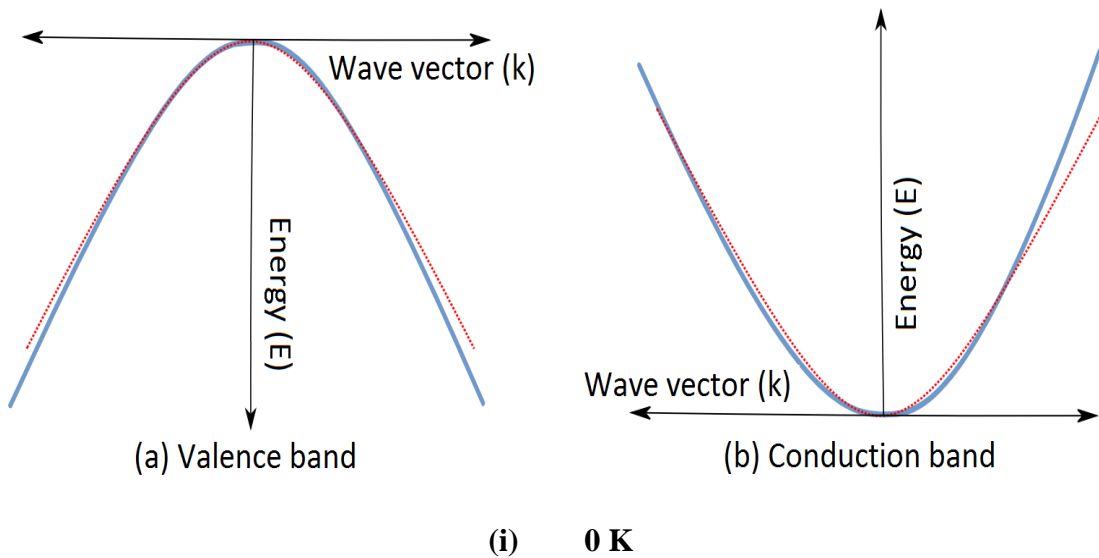 Wave vector (k)
Energy (E)
(a) Valence band
Energy (E)
Wave vector (k)
(b) Conduction band
(i) 0 K